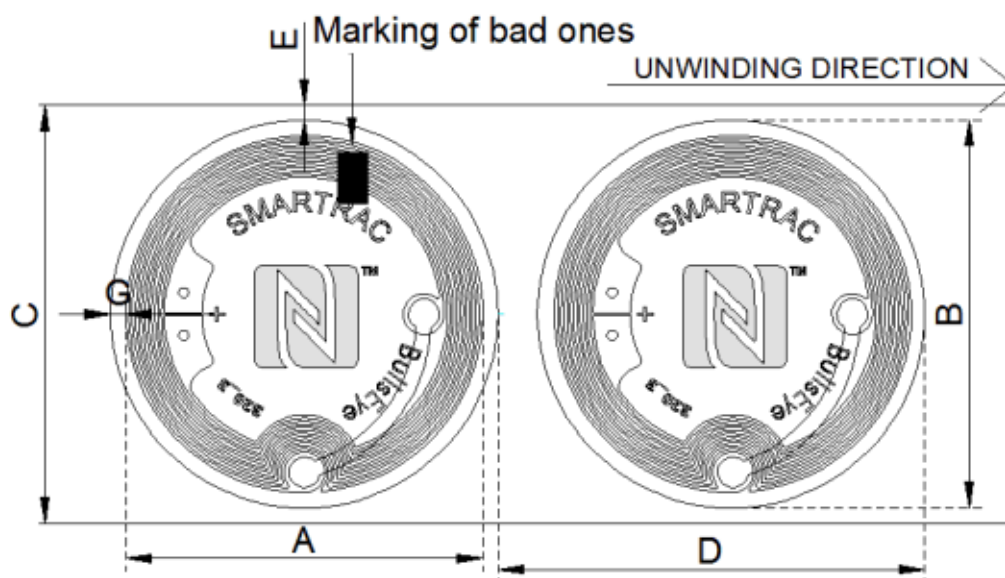 E
Marking of bad ones
UNWINDING DIRECTION
SMARTRAC
SMARTRAC
™
™
C
G
B
BullsEye
BullsEye
A
D